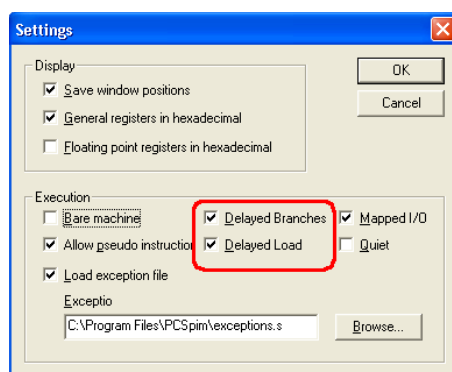 Settings
Display
Save window positions
General registers in hexadecimal
Floating point registers in hexadecimal
OK
Cancel
Execution
Bare machine
Delayed Branches
Mapped I/O
Allow pseudo instruction
Delayed Load
Quiet
Load exception file
Exceptio
C:\Program Files\PCSpim\exceptions.s
Browse...